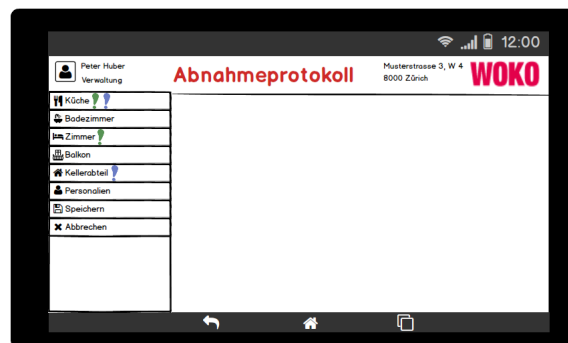 12:00
Peter Huber
Verwaltung
Abnahmeprotokoll
Musterstrasse 3, W 4
8000 Zürich
WOKO
Küche
Badezimmer
Zimmer
Balkon
Kellerabteil
Personalien
Speichern
Abbrechen